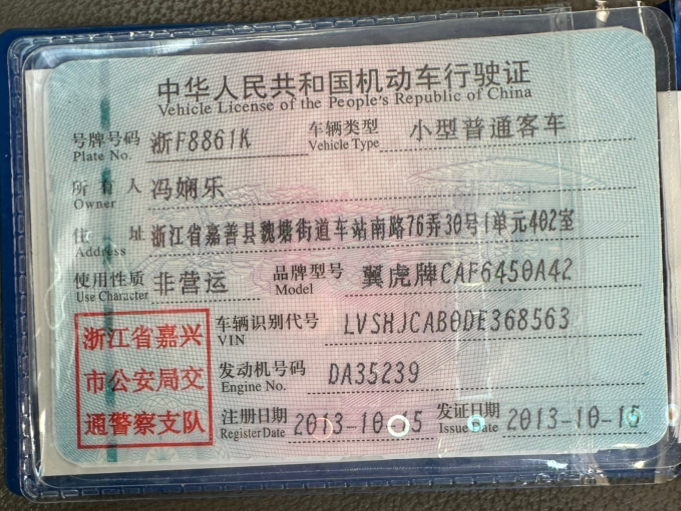 中华人民共和国机动车行驶证
Vehicle License of the People's Republic of China
号牌号码 浙F8861K 车辆类型 小型普通客车
Plate No. Vehicle Type
所有人 冯娴乐
Owner
住址 浙江省嘉善县魏塘街道车站南路76弄30号1单元402室
Address
使用性质 非营运 品牌型号 翼虎牌CAF6450A42
Use Character Model
浙江省嘉兴
市公安局交
通警察支队
车辆识别代号 LVSHJCAB0DE368563
VIN
发动机号码 DA35239
Engine No.
注册日期 2013-10-15 发证日期 2013-10-15
Register Date Issue Date